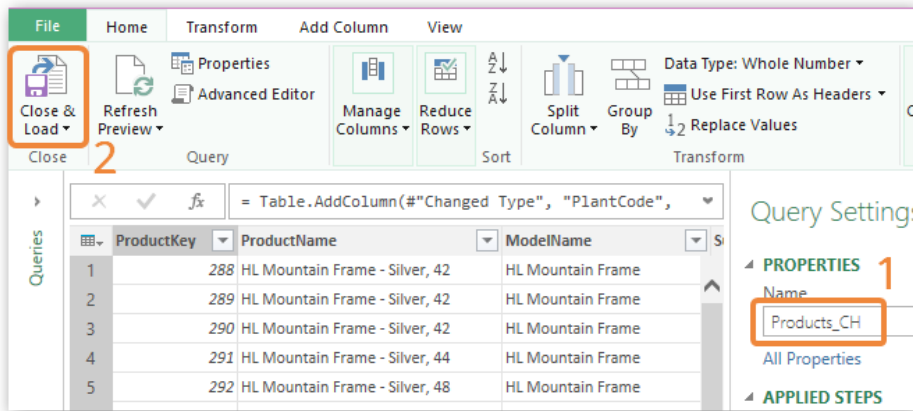 File Home Transform Add Column View
Close & Load
Refresh Preview
Properties
Advanced Editor
Manage Columns
Reduce Rows
A Z
Z A
Split Column
Group By
Data Type: Whole Number
Use First Row As Headers
1 2 Replace Values
Close 2 Query Sort Transform
fx = Table.AddColumn(#"Changed Type", "PlantCode",
Queries
ProductKey ProductName ModelName
1 288 HL Mountain Frame - Silver, 42 HL Mountain Frame
2 289 HL Mountain Frame - Silver, 42 HL Mountain Frame
3 290 HL Mountain Frame - Silver, 42 HL Mountain Frame
4 291 HL Mountain Frame - Silver, 44 HL Mountain Frame
5 292 HL Mountain Frame - Silver, 48 HL Mountain Frame
Query Settings
PROPERTIES 1
Name
Products_CH
All Properties
APPLIED STEPS